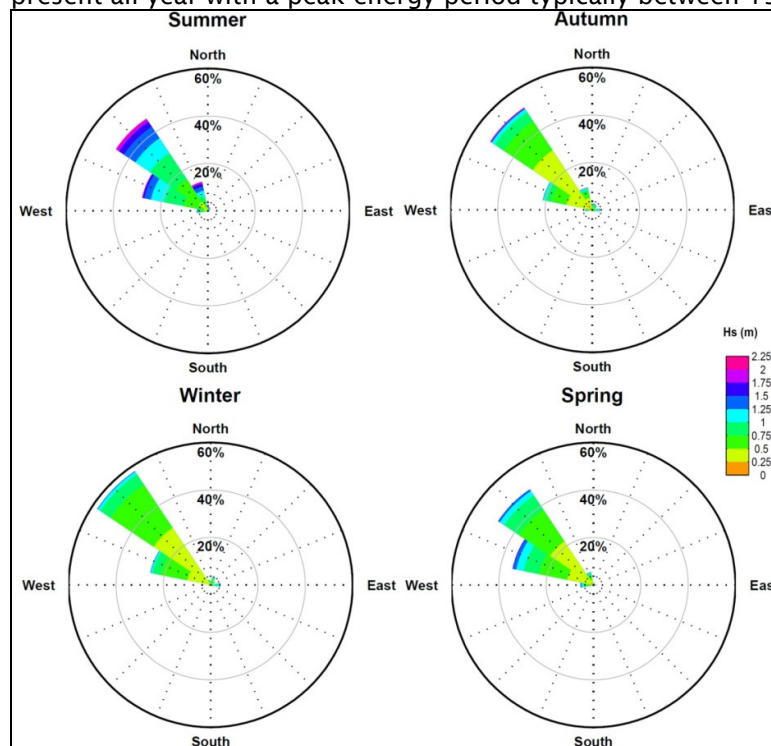 present all year with a peak energy period typically between
Summer
North
60%
40%
20%
West
East
South
Autumn
North
60%
40%
20%
West
East
South
Hs (m)
2.25
2
1.75
1.5
1.25
1
0.75
0.5
0.25
0
Winter
North
60%
40%
20%
West
East
South
Spring
North
60%
40%
20%
West
East
South